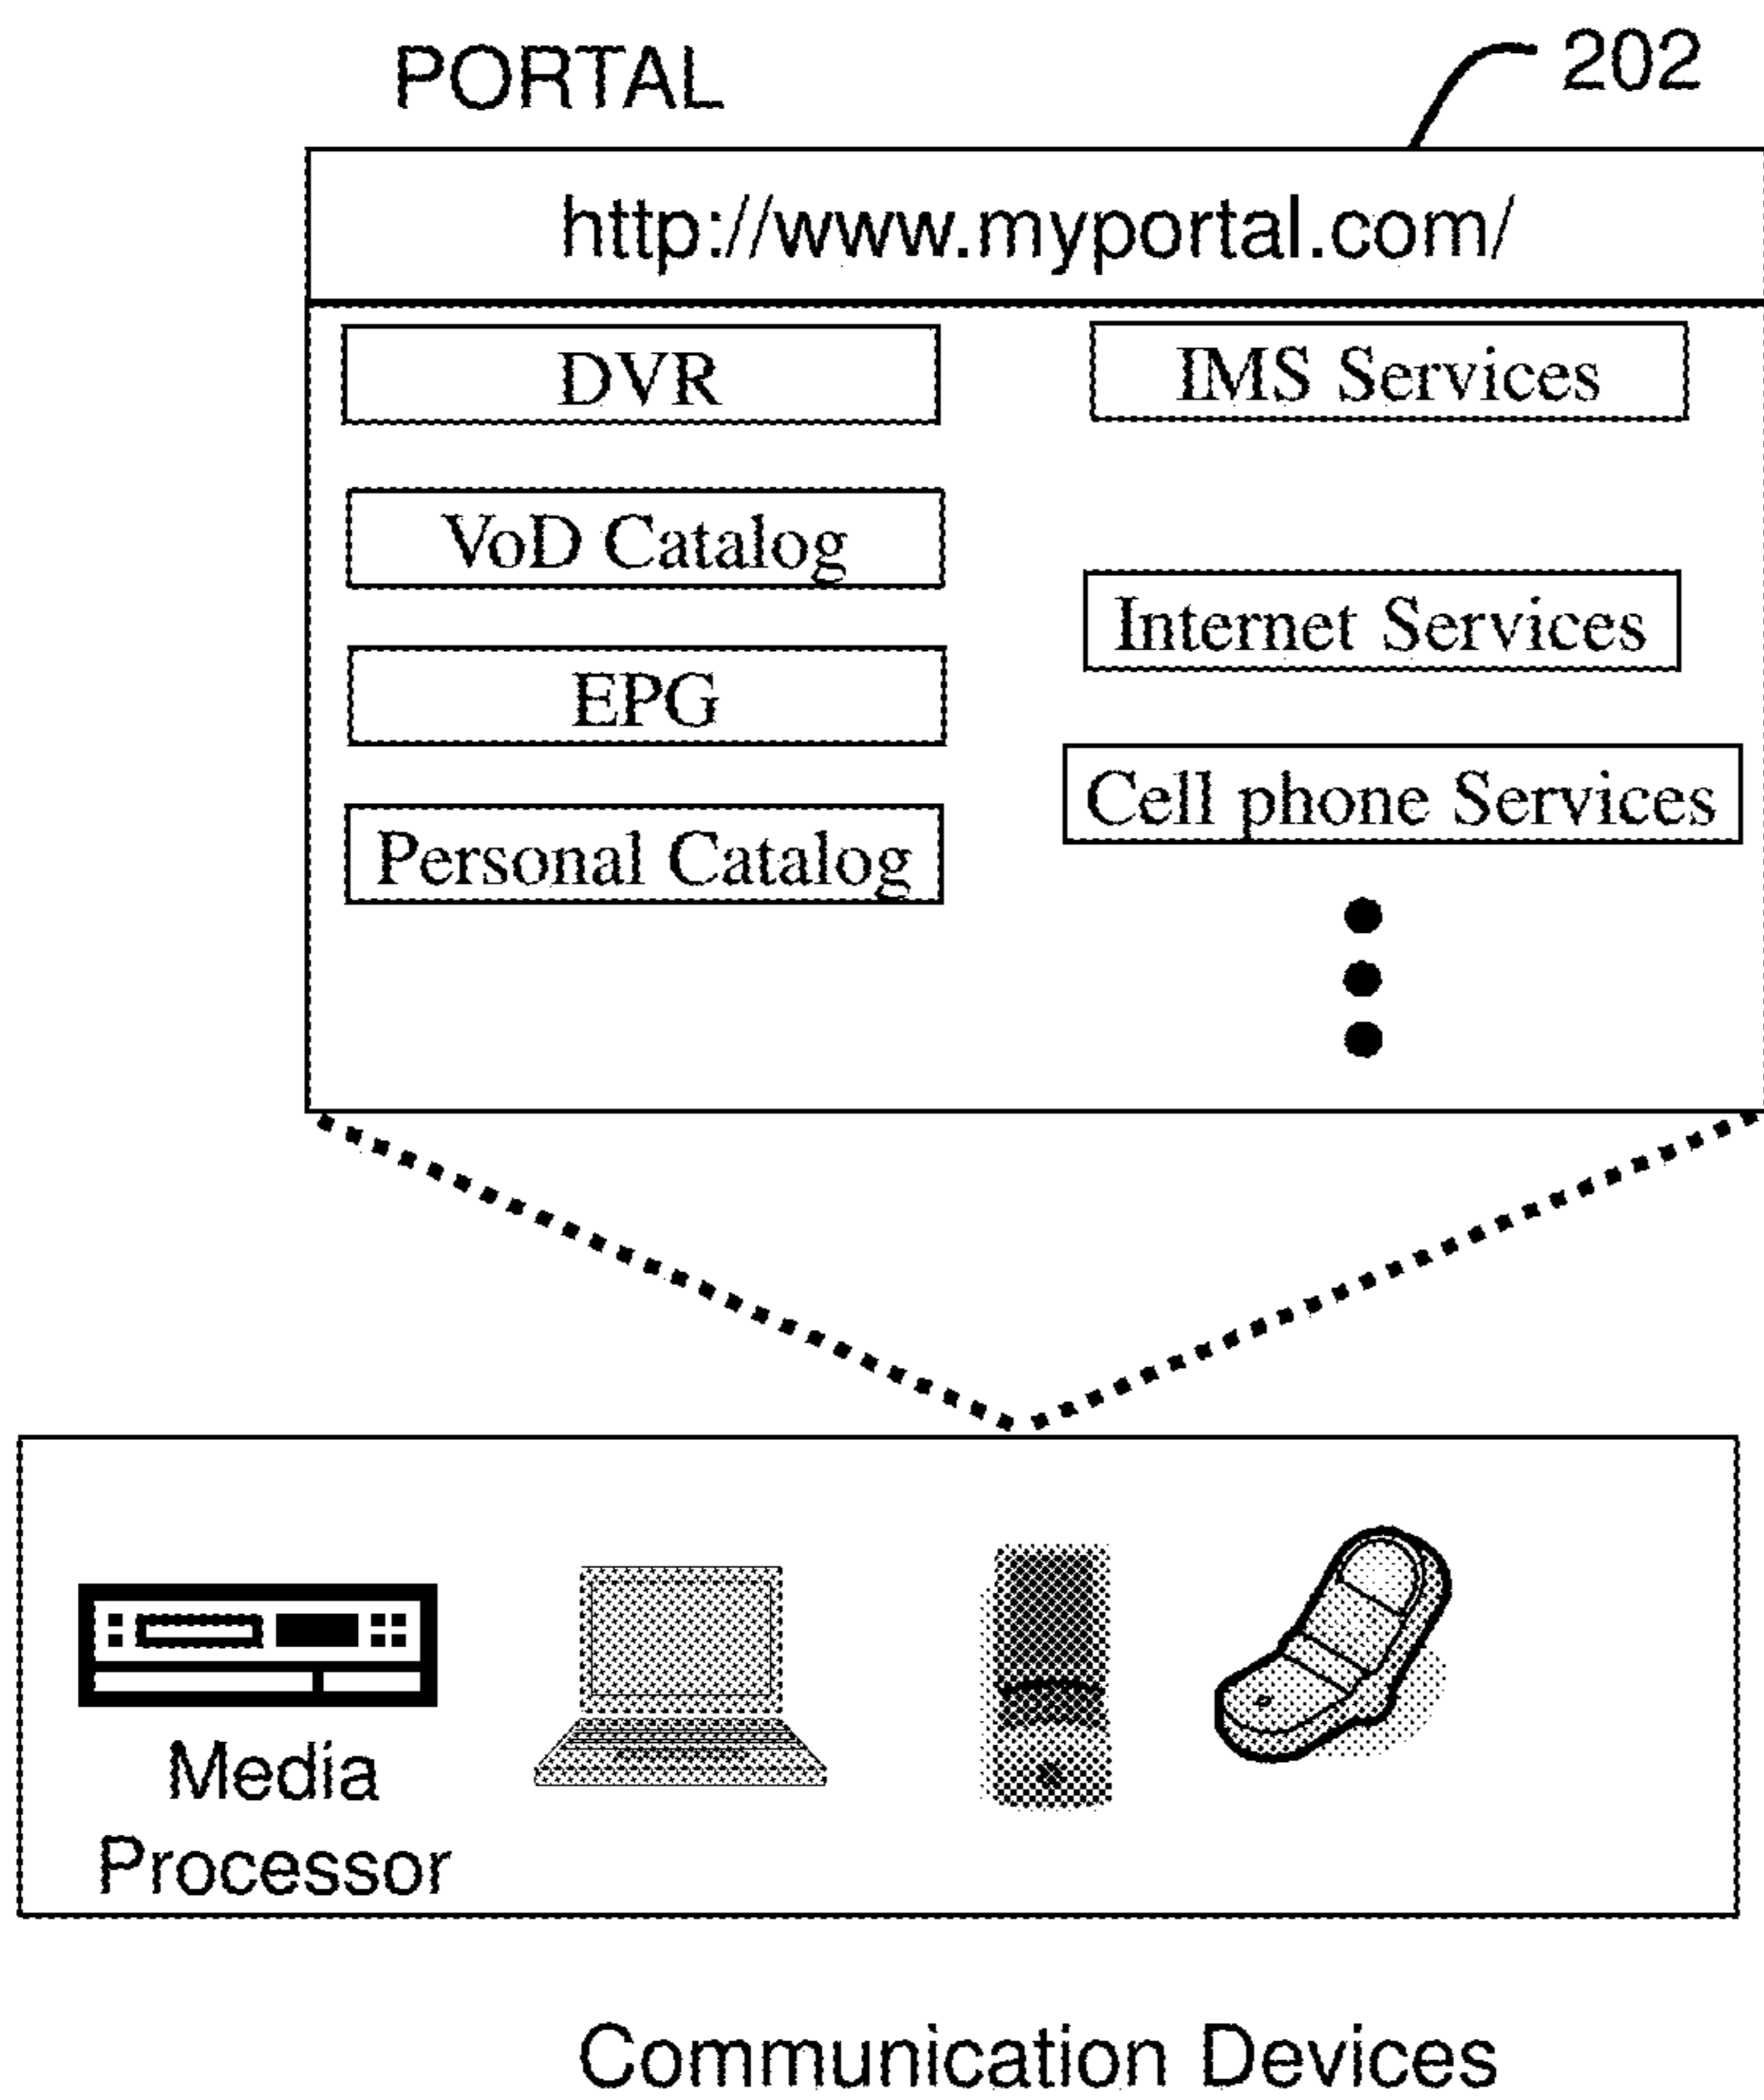 PORTAL
202
http://www.myportal.com/
DVR
IMS Services
VoD Catalog
Internet Services
EPG
Cell phone Services
Personal Catalog
Media
Processor
Communication Devices